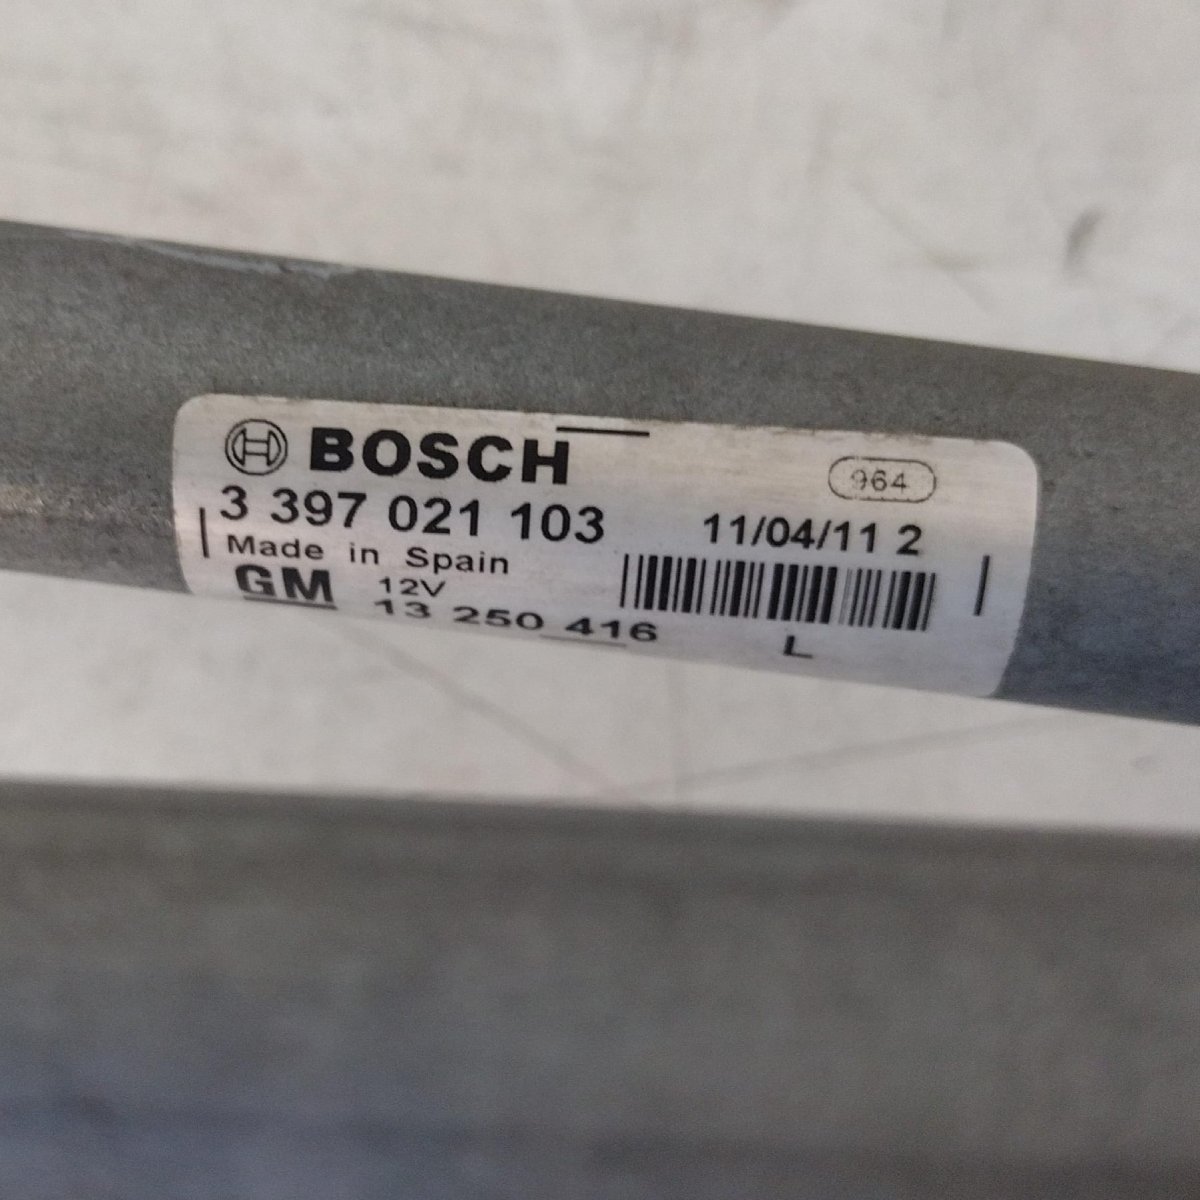 BOSCH
964
3 397 021 103
11/04/11 2
Made in Spain
GM 12V
13 250 416
L